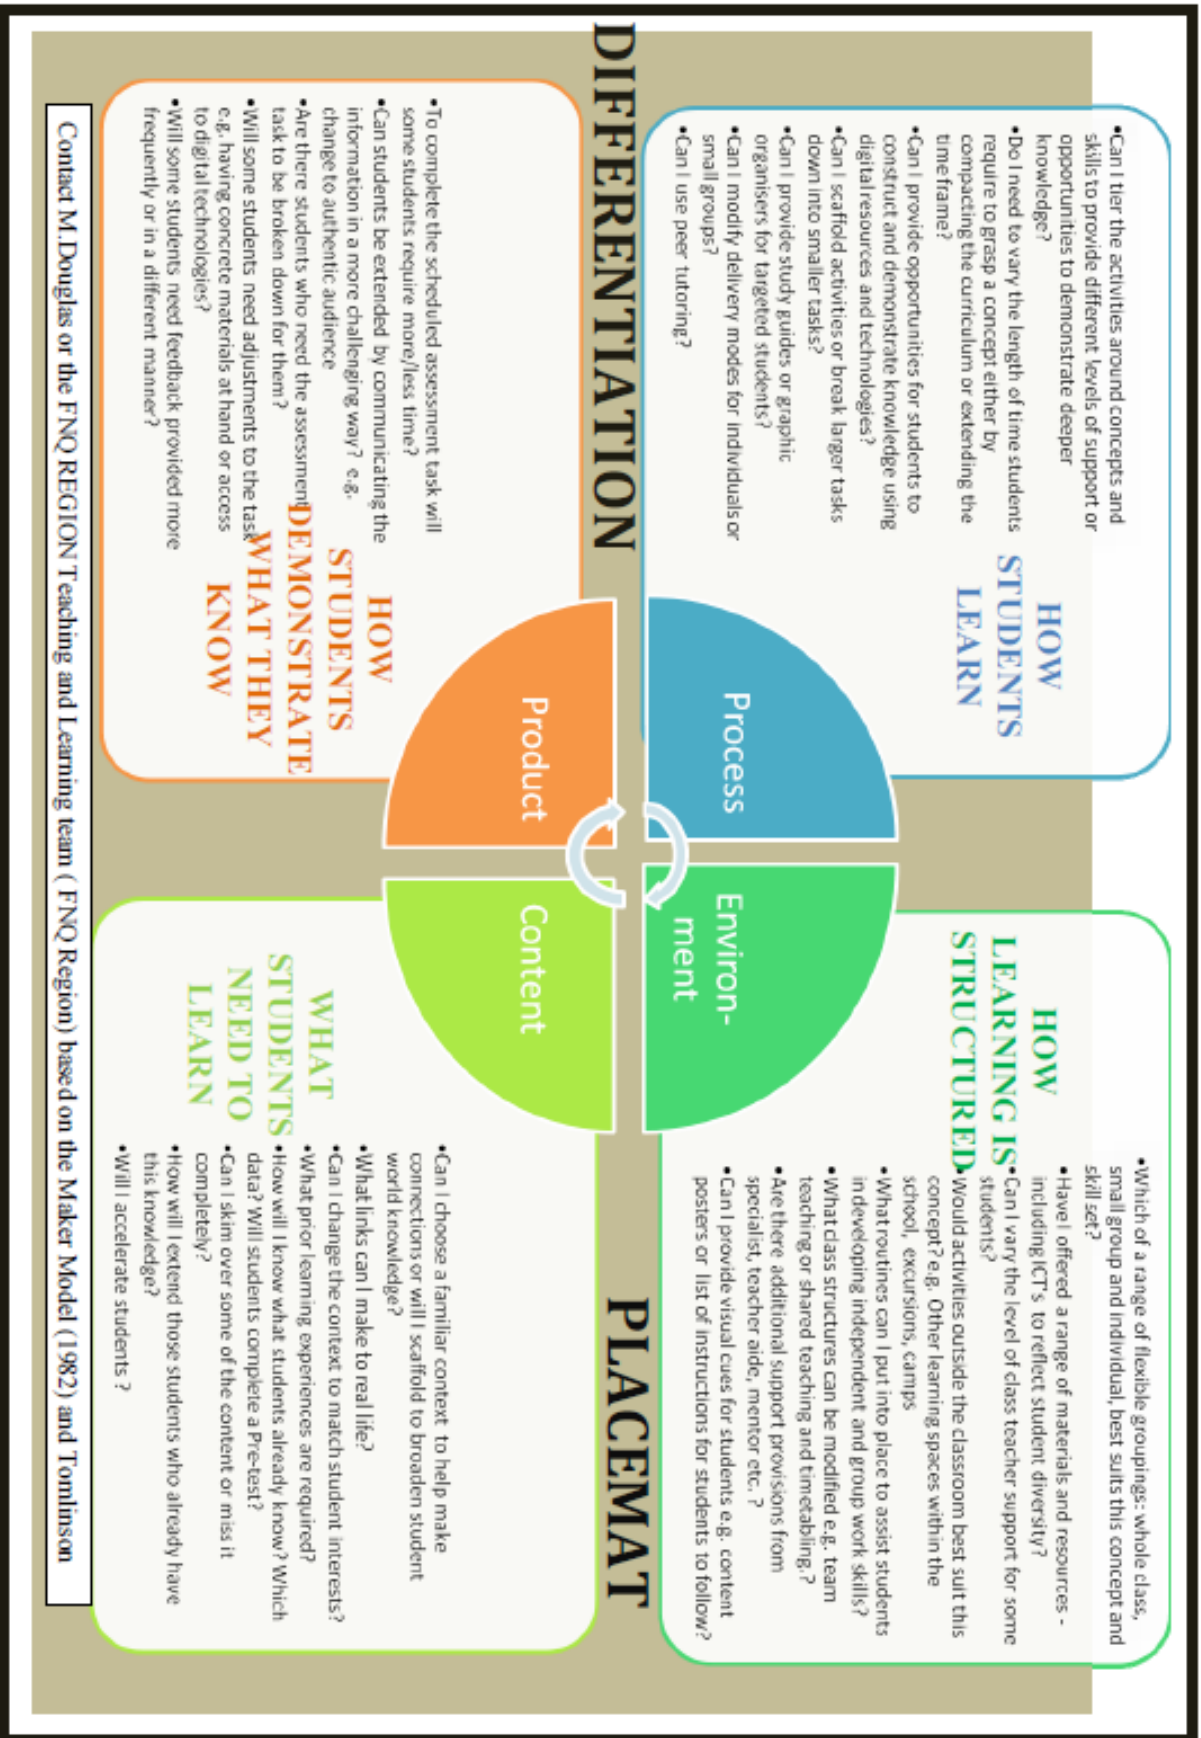 •Can I tier the activities around concepts and
skills to provide different levels of support or
opportunities to demonstrate deeper
knowledge?
•Do I need to vary the length of time students
require to grasp a concept either by
compacting the curriculum or extending the
time frame?
•Can I provide opportunities for students to
construct and demonstrate knowledge using
digital resources and technologies?
•Can I scaffold activities or break larger tasks
down into smaller tasks?
•Can I provide study guides or graphic
organisers for targeted students?
•Can I modify delivery modes for individuals or
small groups?
•Can I use peer tutoring?
HOW
STUDENTS
LEARN
Process
HOW
LEARNING IS
STRUCTURED
Environ-
ment
•Which of a range of flexible groupings: whole class,
small group and individual, best suits this concept and
skill set?
•Have I offered a range of materials and resources -
including ICT's to reflect student diversity?
•Can I vary the level of class teacher support for some
students?
•Would activities outside the classroom best suit this
concept? e.g. Other learning spaces within the
school, excursions, camps
•What routines can I put into place to assist students
in developing independent and group work skills?
•What class structures can be modified e.g. team
teaching or shared teaching and timetabling.?
•Are there additional support provisions from
specialist, teacher aide, mentor etc. ?
•Can I provide visual cues for students e.g. content
posters or list of instructions for students to follow?
DIFFERENTIATION PLACEMAT
•To complete the scheduled assessment task will
some students require more/less time?
•Can students be extended by communicating the
information in a more challenging way? e.g.
change to authentic audience
•Are there students who need the assessment
task to be broken down for them?
•Will some students need adjustments to the task
e.g. having concrete materials at hand or access
to digital technologies?
•Will some students need feedback provided more
frequently or in a different manner?
HOW
STUDENTS
DEMONSTRATE
WHAT THEY
KNOW
Product
Content
WHAT
STUDENTS
NEED TO
LEARN
•Can I choose a familiar context to help make
connections or will I scaffold to broaden student
world knowledge?
•What links can I make to real life?
•Can I change the context to match student interests?
•What prior learning experiences are required?
•How will I know what students already know? Which
data? Will students complete a Pre-test?
•Can I skim over some of the content or miss it
completely?
•How will I extend those students who already have
this knowledge?
•Will I accelerate students ?
Contact M.Douglas or the FNQ REGION Teaching and Learning team ( FNQ Region) based on the Maker Model (1982) and Tomlinson